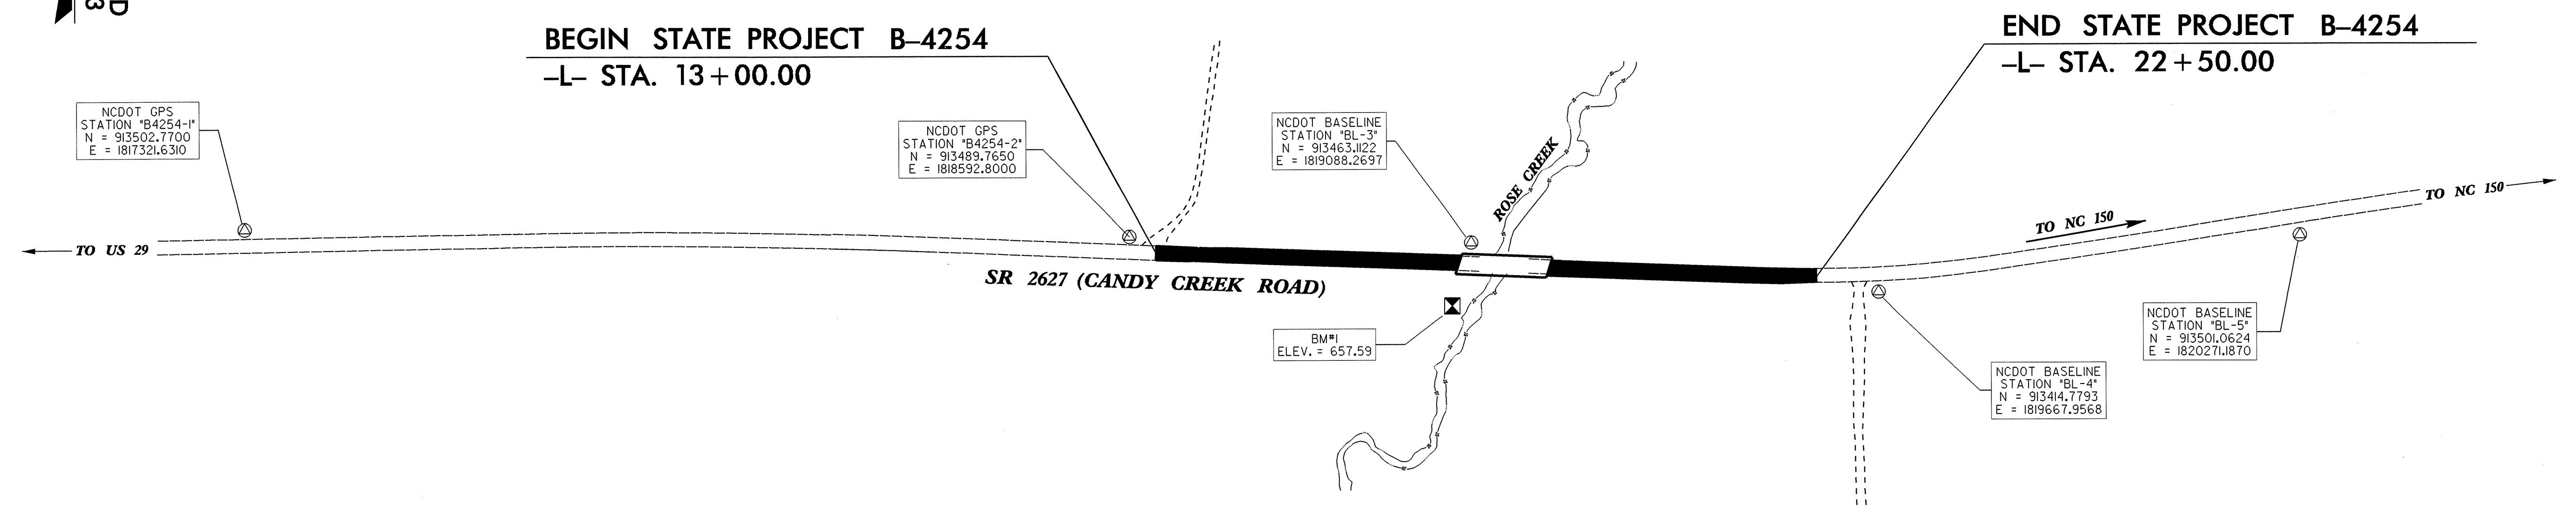 BEGIN STATE PROJECT B–4254
–L– STA. 13+00.00
END STATE PROJECT B–4254
–L– STA. 22+50.00
NCDOT GPS
STATION "B4254-1"
N = 913502.7700
E = 1817321.6310
NCDOT GPS
STATION "B4254-2"
N = 913489.7650
E = 1818592.8000
NCDOT BASELINE
STATION "BL-3"
N = 913463.1122
E = 1819088.2697
ROSE CREEK
TO NC 150
TO NC 150
TO US 29
SR 2627 (CANDY CREEK ROAD)
BM#1
ELEV. = 657.59
NCDOT BASELINE
STATION "BL-5"
N = 913501.0624
E = 1820271.1870
NCDOT BASELINE
STATION "BL-4"
N = 913414.7793
E = 1819667.9568